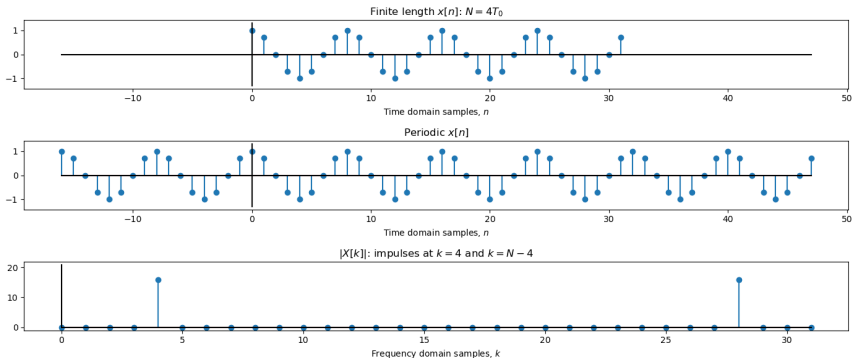 Finite length x[n]: N = 4T₀
1
0
−1
−10 0 10 20 30 40 50
Time domain samples, n
Periodic x[n]
1
0
−1
−10 0 10 20 30 40 50
Time domain samples, n
|X[k]|: impulses at k = 4 and k = N − 4
20
10
0
0 5 10 15 20 25 30
Frequency domain samples, k